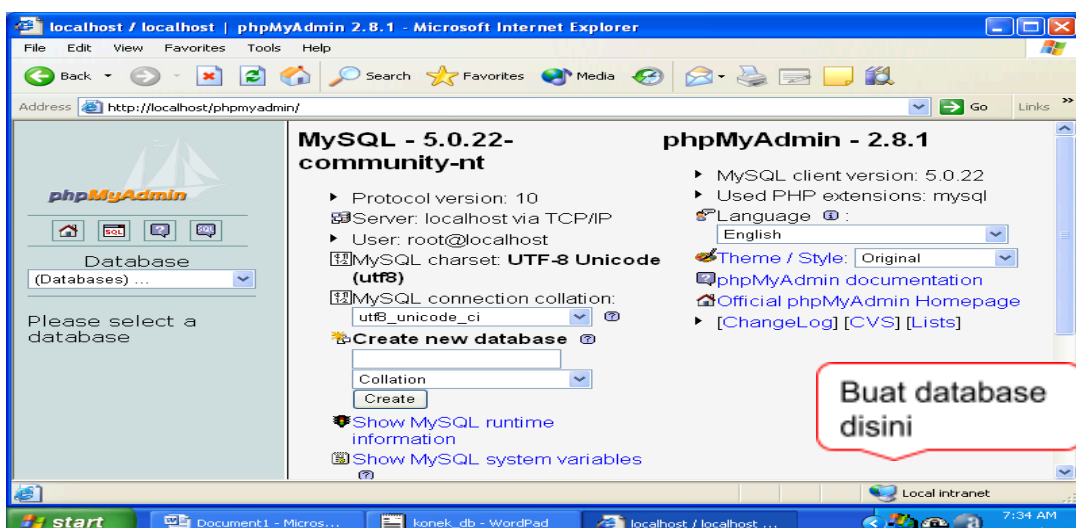 localhost / localhost | phpMyAdmin 2.8.1 - Microsoft Internet Explorer
File Edit View Favorites Tools Help
Back Search Favorites Media
Address http://localhost/phpmyadmin/ Go Links »
phpMyAdmin
SQL
Database
(Databases) ...
Please select a
database
MySQL - 5.0.22-
community-nt
Protocol version: 10
Server: localhost via TCP/IP
User: root@localhost
MySQL charset: UTF-8 Unicode
(utf8)
MySQL connection collation:
utf8_unicode_ci
Create new database
Collation
Create
Show MySQL runtime
information
Show MySQL system variables
phpMyAdmin - 2.8.1
MySQL client version: 5.0.22
Used PHP extensions: mysql
Language :
English
Theme / Style: Original
phpMyAdmin documentation
Official phpMyAdmin Homepage
[ChangeLog] [CVS] [Lists]
Buat database
disini
Local intranet
start Document1 - Micros... konek_db - WordPad localhost / localhost ... 7:34 AM